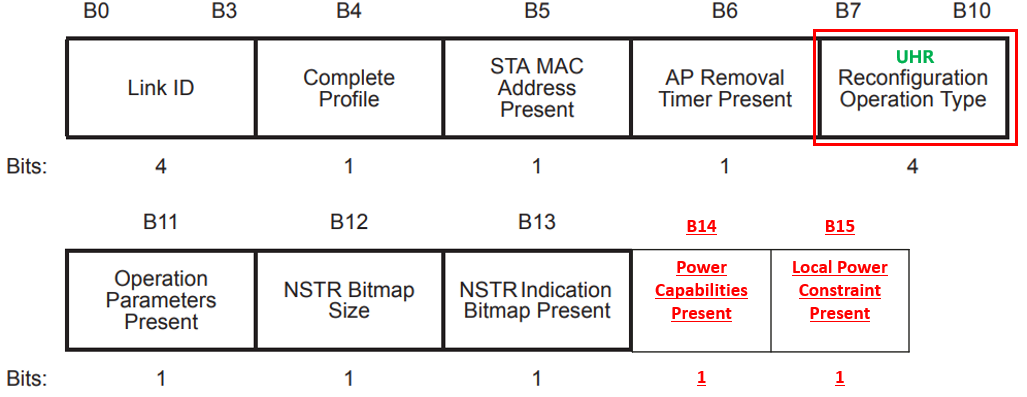 B0 B3 B4 B5 B6 B7 B10
Link ID
Complete
Profile
STA MAC
Address
Present
AP Removal
Timer Present
UHR
Reconfiguration
Operation Type
Bits: 4 1 1 1 4
B11 B12 B13 B14 B15
Operation
Parameters
Present
NSTR Bitmap
Size
NSTR Indication
Bitmap Present
Power
Capabilities
Present
Local Power
Constraint
Present
Bits: 1 1 1 1 1